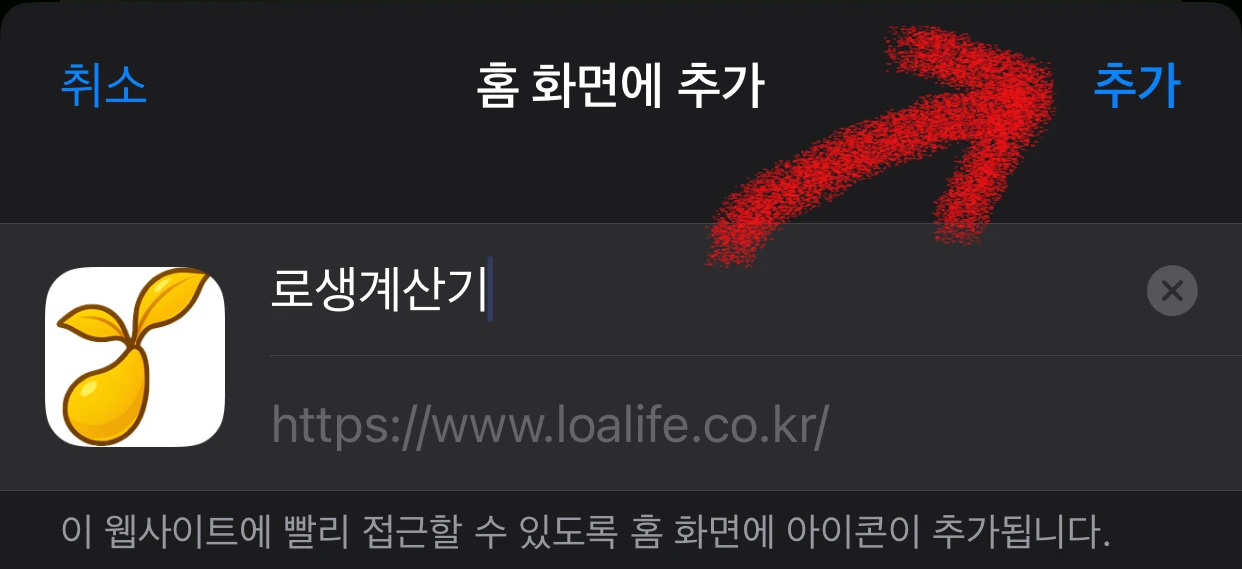 취소 홈 화면에 추가 추가
로생계산기
https://www.loalife.co.kr/
이 웹사이트에 빨리 접근할 수 있도록 홈 화면에 아이콘이 추가됩니다.